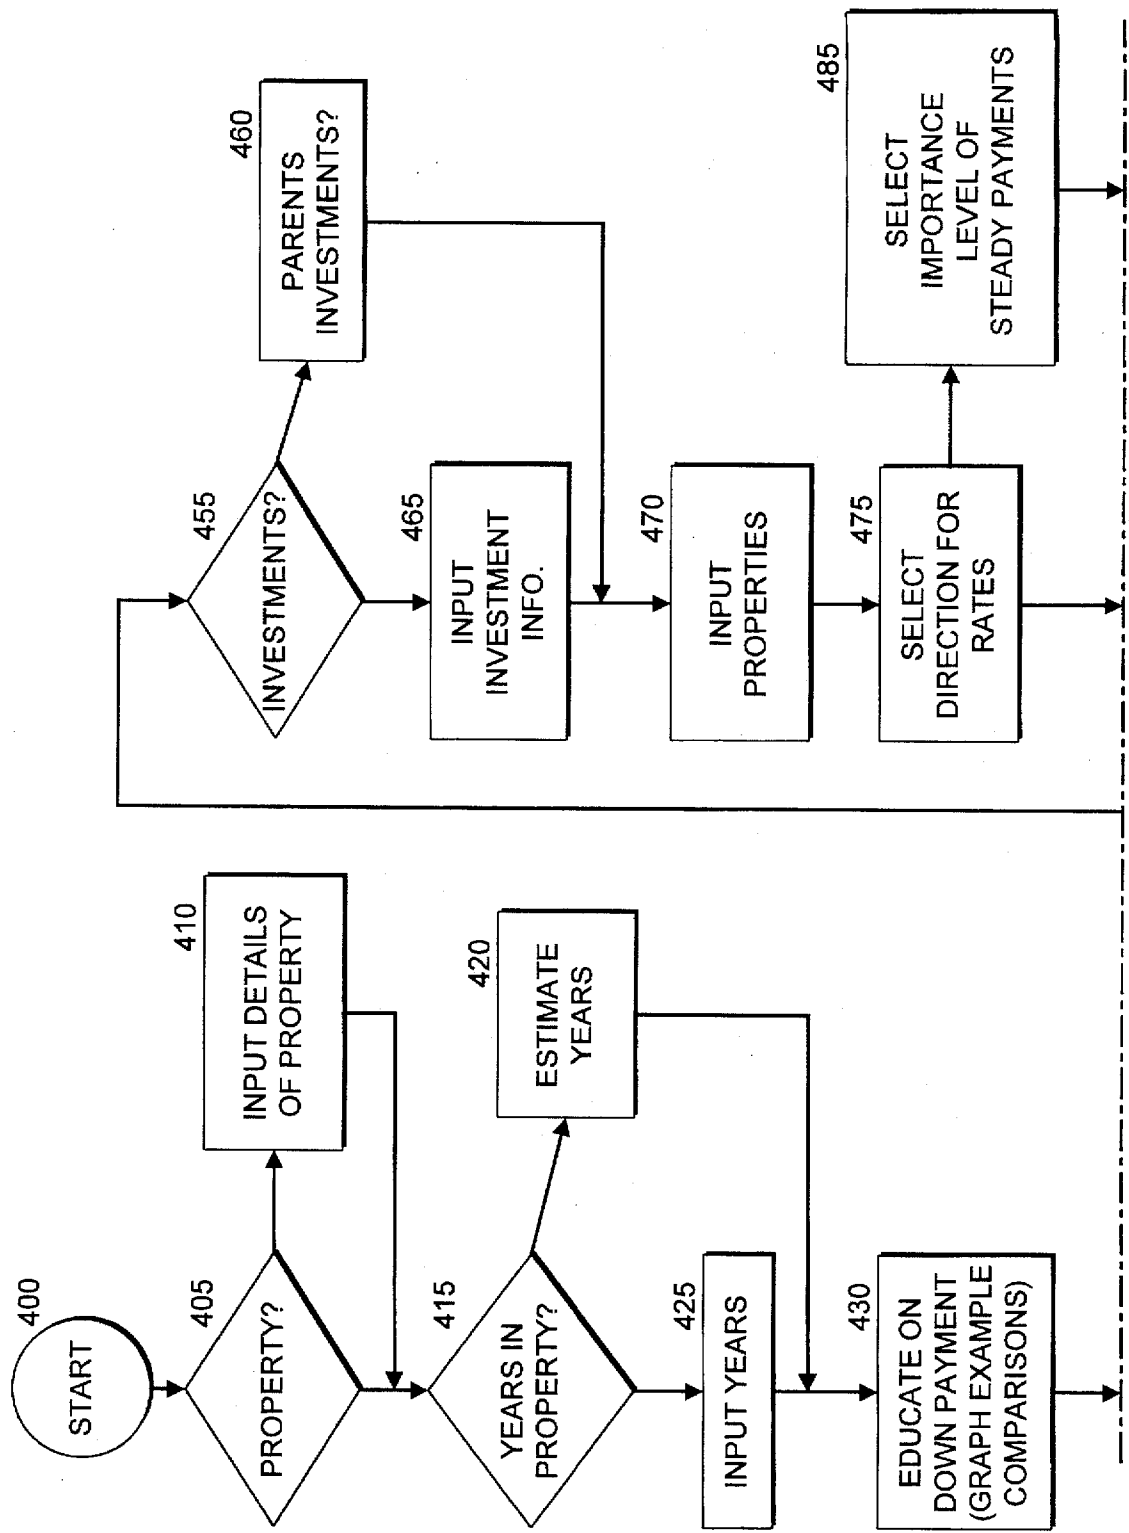 400
START
405
PROPERTY?
410
INPUT DETAILS
OF PROPERTY
415
YEARS IN
PROPERTY?
420
ESTIMATE
YEARS
425
INPUT YEARS
430
EDUCATE ON
DOWN PAYMENT
(GRAPH EXAMPLE
COMPARISONS)
455
INVESTMENTS?
460
PARENTS
INVESTMENTS?
465
INPUT
INVESTMENT
INFO.
470
INPUT
PROPERTIES
475
SELECT
DIRECTION FOR
RATES
485
SELECT
IMPORTANCE
LEVEL OF
STEADY PAYMENTS